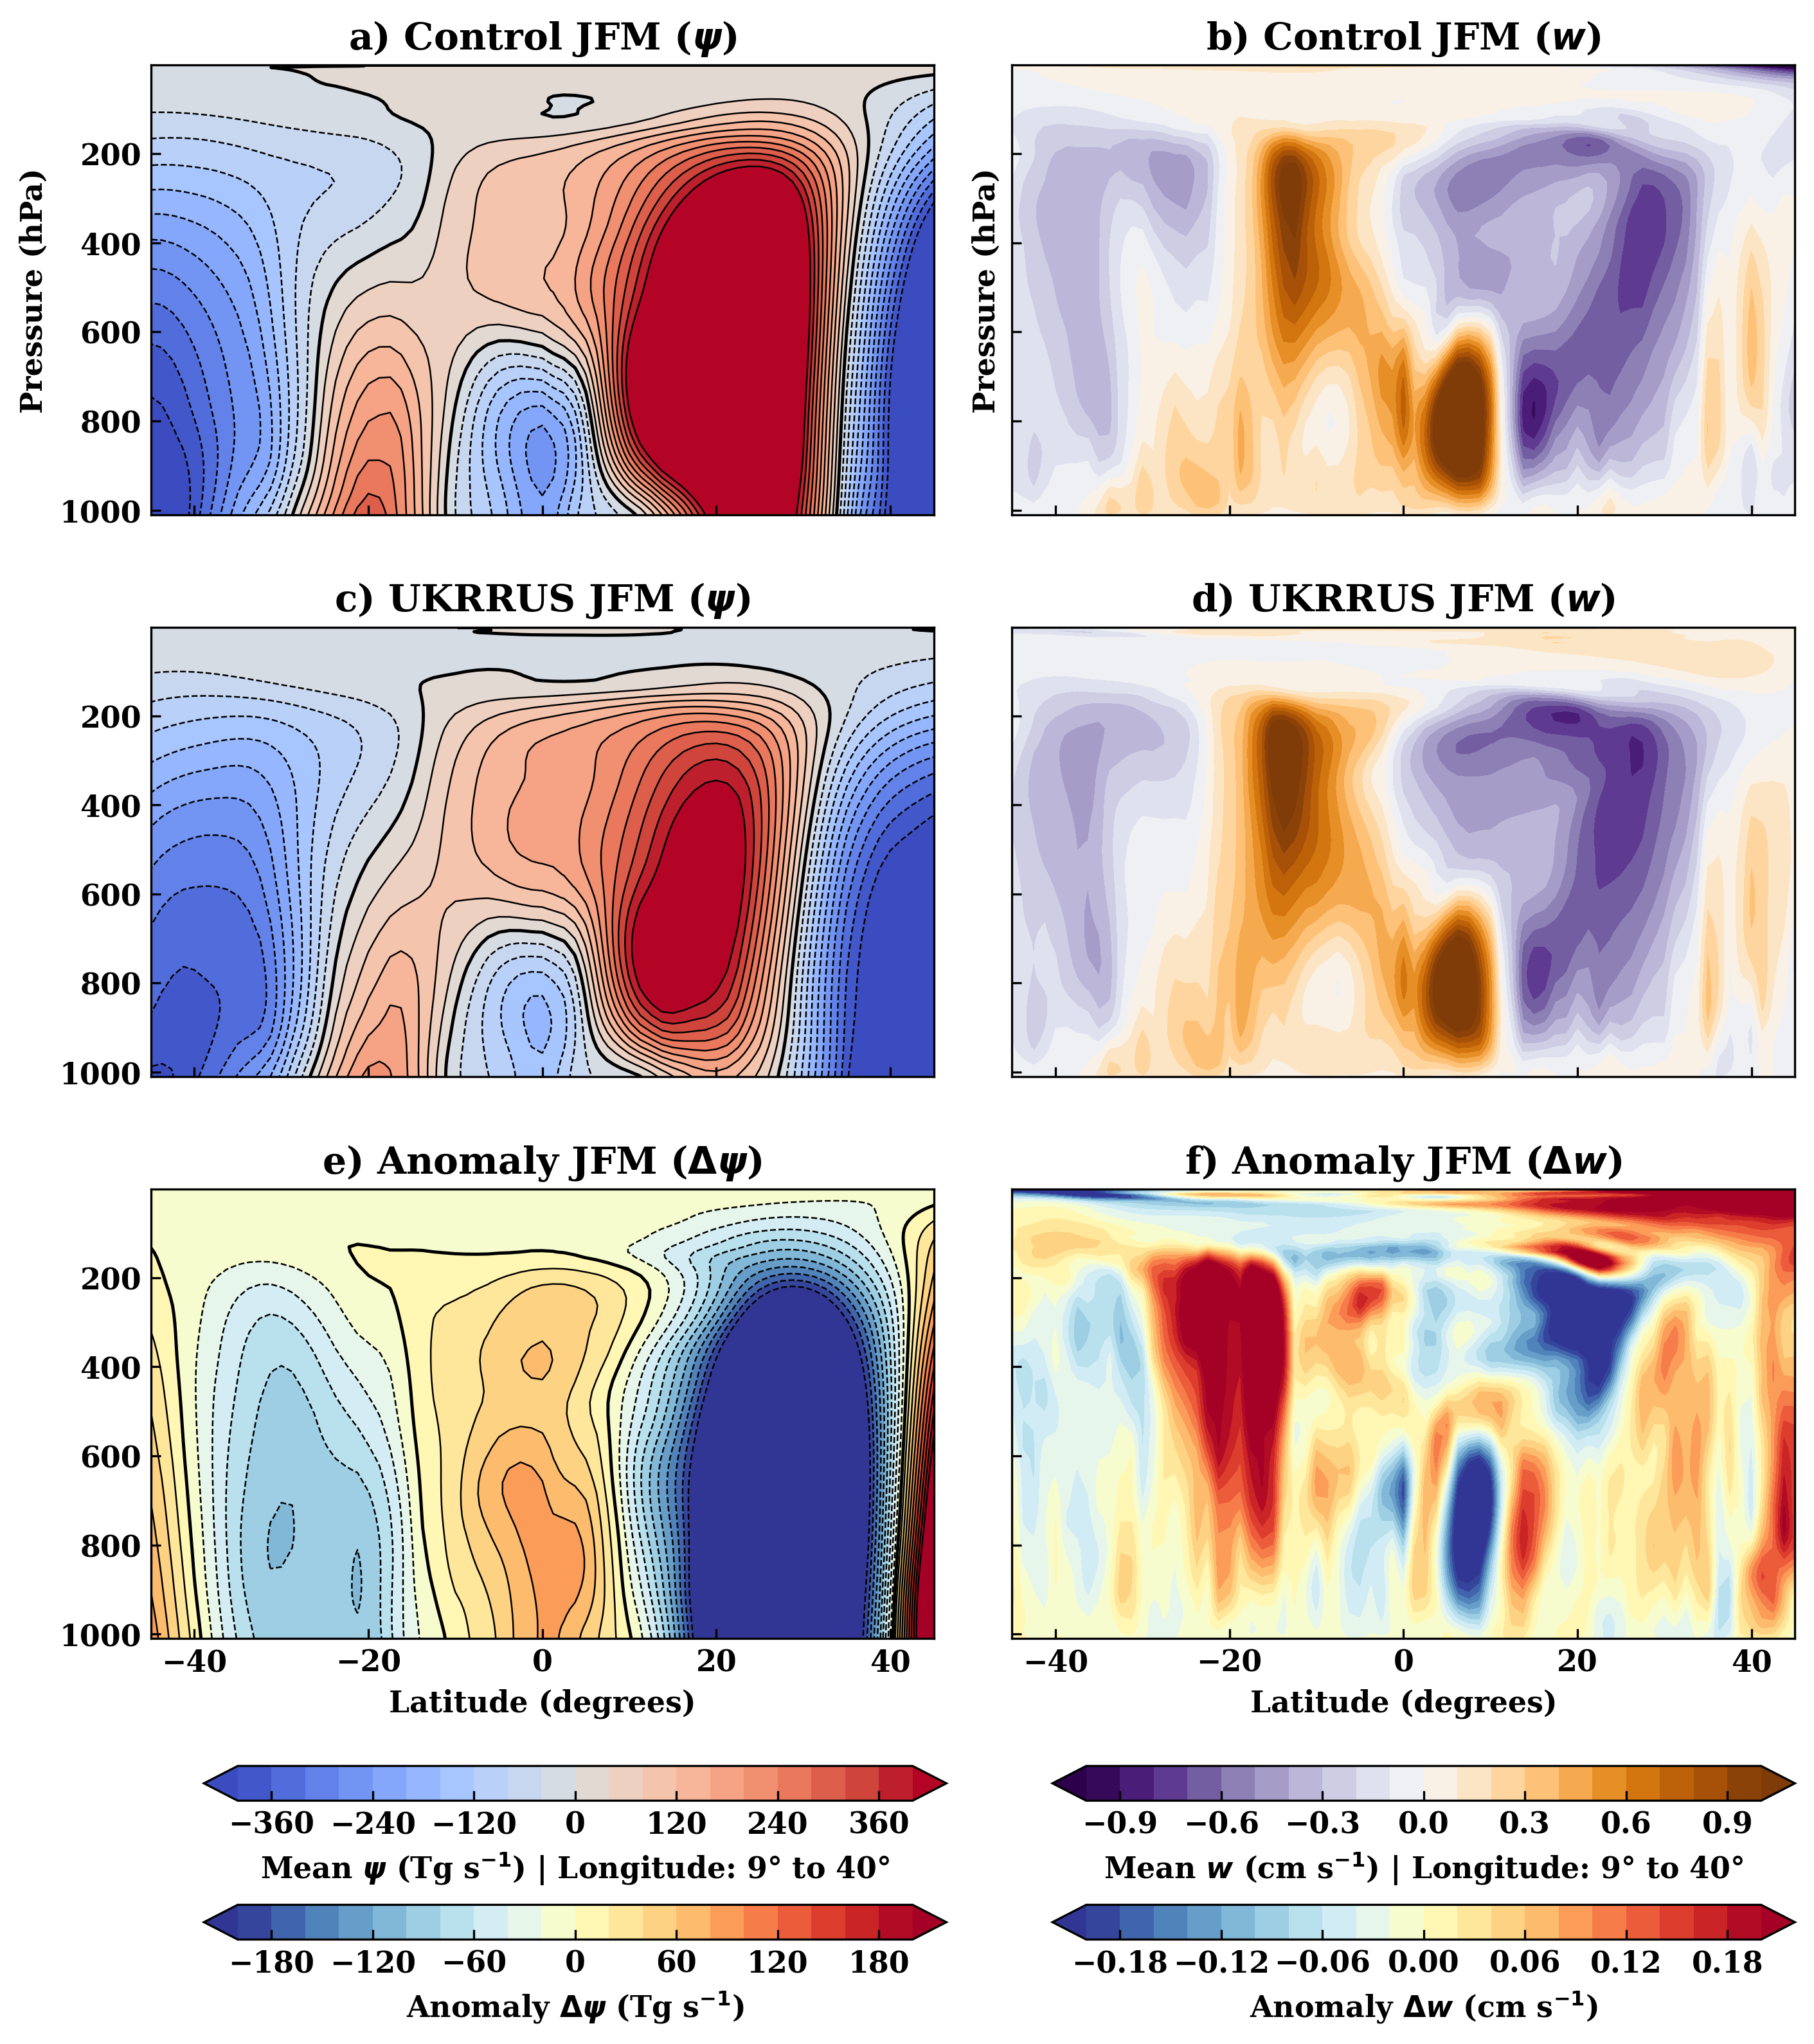 a) Control JFM (ψ)
b) Control JFM (w)
Pressure (hPa)
200
400
600
800
1000
Pressure (hPa)
c) UKRRUS JFM (ψ)
d) UKRRUS JFM (w)
200
400
600
800
1000
e) Anomaly JFM (Δψ)
f) Anomaly JFM (Δw)
200
400
600
800
1000
−40 −20 0 20 40
Latitude (degrees)
−40 −20 0 20 40
Latitude (degrees)
−360 −240 −120 0 120 240 360
Mean ψ (Tg s⁻¹) | Longitude: 9° to 40°
−0.9 −0.6 −0.3 0.0 0.3 0.6 0.9
Mean w (cm s⁻¹) | Longitude: 9° to 40°
−180 −120 −60 0 60 120 180
Anomaly Δψ (Tg s⁻¹)
−0.18 −0.12 −0.06 0.00 0.06 0.12 0.18
Anomaly Δw (cm s⁻¹)